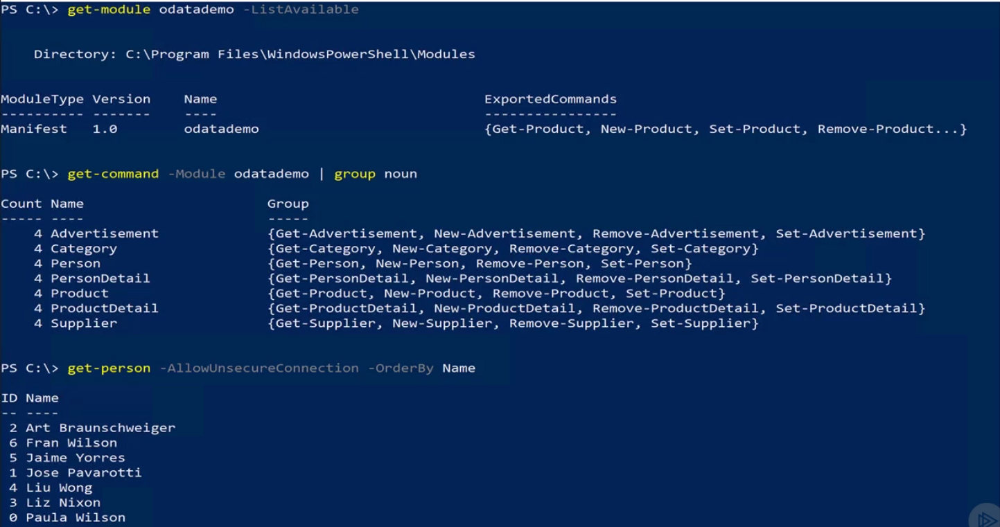 PS C:\> get-module odatademo -ListAvailable
Directory: C:\Program Files\WindowsPowerShell\Modules
ModuleType Version    Name                                ExportedCommands
---------- -------    ----                                ----------------
Manifest   1.0        odatademo                           {Get-Product, New-Product, Set-Product, Remove-Product...}
PS C:\> get-command -Module odatademo | group noun
Count Name                      Group
----- ----                      -----
    4 Advertisement             {Get-Advertisement, New-Advertisement, Remove-Advertisement, Set-Advertisement}
    4 Category                  {Get-Category, New-Category, Remove-Category, Set-Category}
    4 Person                    {Get-Person, New-Person, Remove-Person, Set-Person}
    4 PersonDetail              {Get-PersonDetail, New-PersonDetail, Remove-PersonDetail, Set-PersonDetail}
    4 Product                   {Get-Product, New-Product, Remove-Product, Set-Product}
    4 ProductDetail             {Get-ProductDetail, New-ProductDetail, Remove-ProductDetail, Set-ProductDetail}
    4 Supplier                  {Get-Supplier, New-Supplier, Remove-Supplier, Set-Supplier}
PS C:\> get-person -AllowUnsecureConnection -OrderBy Name
ID Name
-- ----
 2 Art Braunschweiger
 6 Fran Wilson
 5 Jaime Yorres
 1 Jose Pavarotti
 4 Liu Wong
 3 Liz Nixon
 0 Paula Wilson